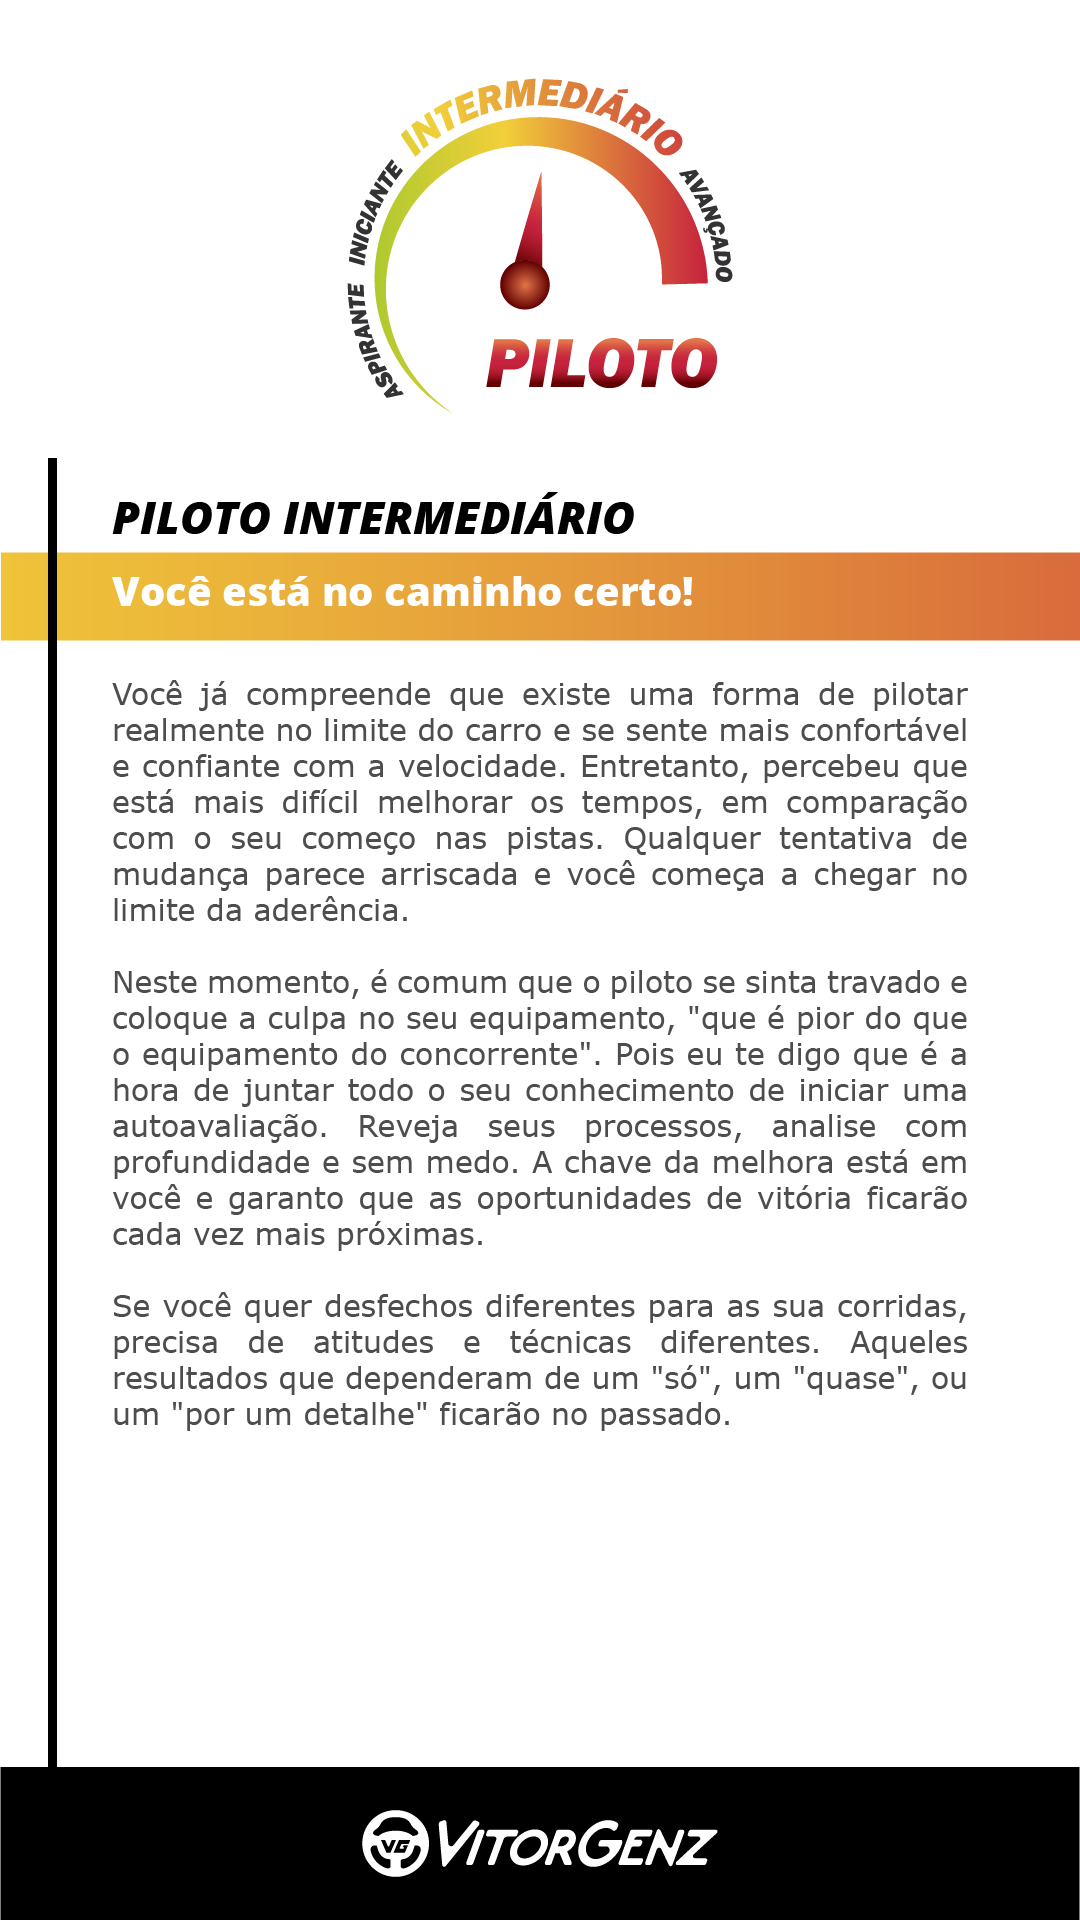 ASPIRANTE INICIANTE INTERMEDIÁRIO AVANÇADO
PILOTO
PILOTO INTERMEDIÁRIO
Você está no caminho certo!
Você já compreende que existe uma forma de pilotar
realmente no limite do carro e se sente mais confortável
e confiante com a velocidade. Entretanto, percebeu que
está mais difícil melhorar os tempos, em comparação
com o seu começo nas pistas. Qualquer tentativa de
mudança parece arriscada e você começa a chegar no
limite da aderência.
Neste momento, é comum que o piloto se sinta travado e
coloque a culpa no seu equipamento, "que é pior do que
o equipamento do concorrente". Pois eu te digo que é a
hora de juntar todo o seu conhecimento de iniciar uma
autoavaliação. Reveja seus processos, analise com
profundidade e sem medo. A chave da melhora está em
você e garanto que as oportunidades de vitória ficarão
cada vez mais próximas.
Se você quer desfechos diferentes para as sua corridas,
precisa de atitudes e técnicas diferentes. Aqueles
resultados que dependeram de um "só", um "quase", ou
um "por um detalhe" ficarão no passado.
VG VITORGENZ